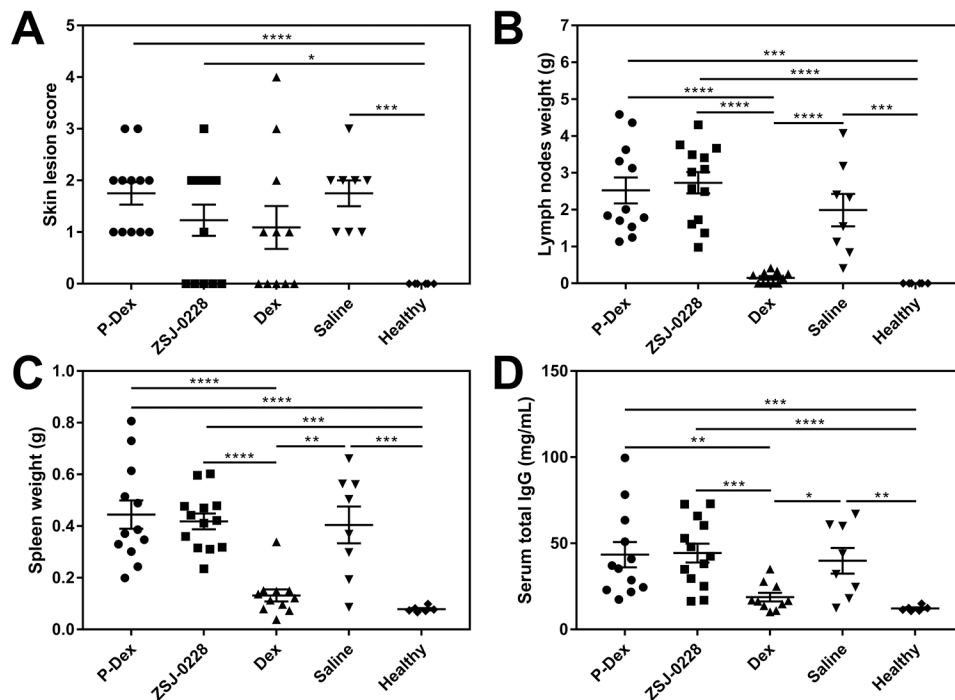 A
Skin lesion score
5
4
3
2
1
0
****
*
***
P-Dex
ZSJ-0228
Dex
Saline
Healthy
B
Lymph nodes weight (g)
7
6
5
4
3
2
1
0
***
****
****
****
****
***
P-Dex
ZSJ-0228
Dex
Saline
Healthy
C
Spleen weight (g)
1.0
0.8
0.6
0.4
0.2
0.0
****
****
***
**
***
****
P-Dex
ZSJ-0228
Dex
Saline
Healthy
D
Serum total IgG (mg/mL)
150
100
50
0
***
****
**
***
*
**
P-Dex
ZSJ-0228
Dex
Saline
Healthy